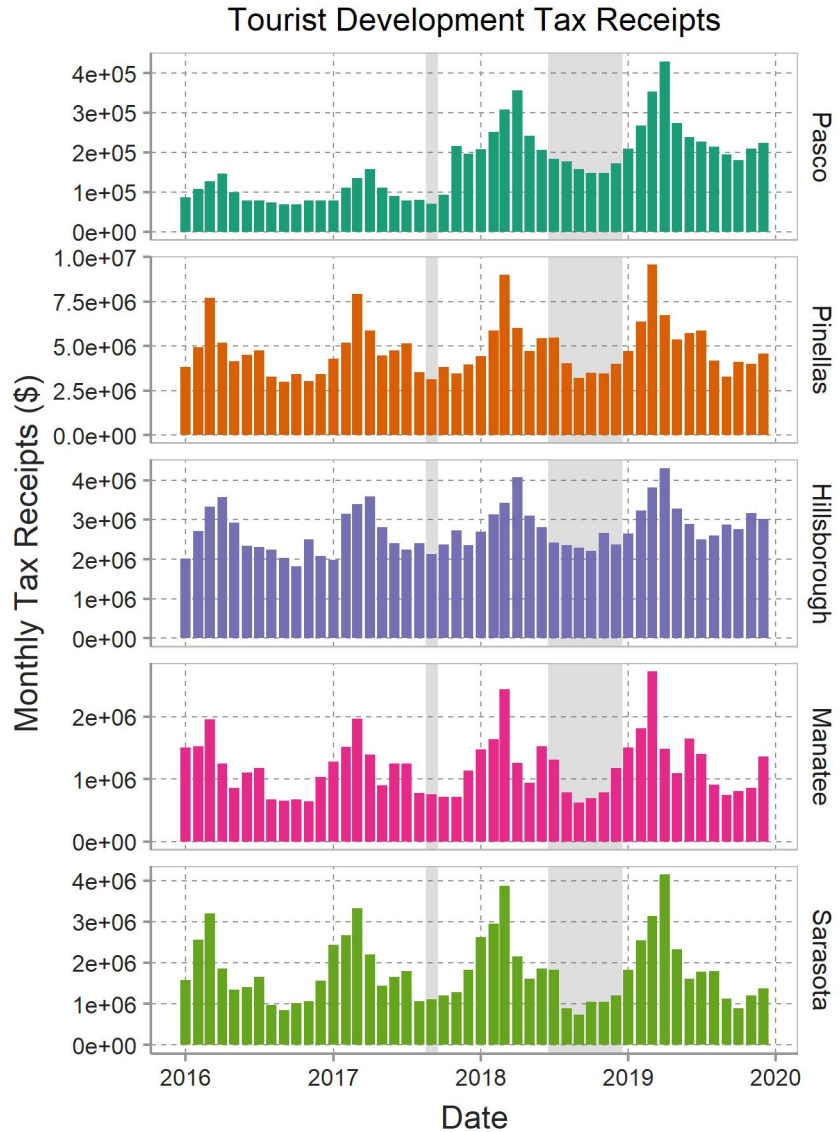 Tourist Development Tax Receipts
4e+05
3e+05
2e+05
1e+05
0e+00
Pasco
1.0e+07
7.5e+06
5.0e+06
2.5e+06
0.0e+00
Pinellas
4e+06
3e+06
2e+06
1e+06
0e+00
Hillsborough
2e+06
1e+06
0e+00
Manatee
4e+06
3e+06
2e+06
1e+06
0e+00
Sarasota
Monthly Tax Receipts ($)
2016 2017 2018 2019 2020
Date